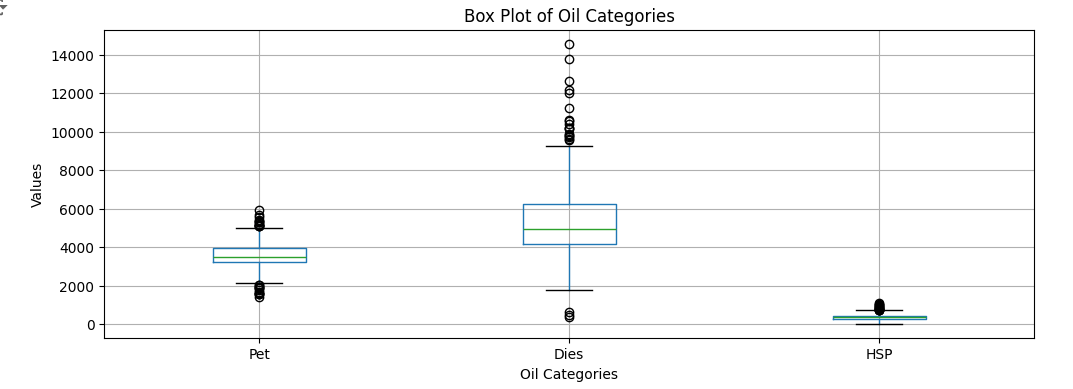 Box Plot of Oil Categories
14000
12000
10000
8000
6000
4000
2000
0
Values
Pet
Dies
HSP
Oil Categories